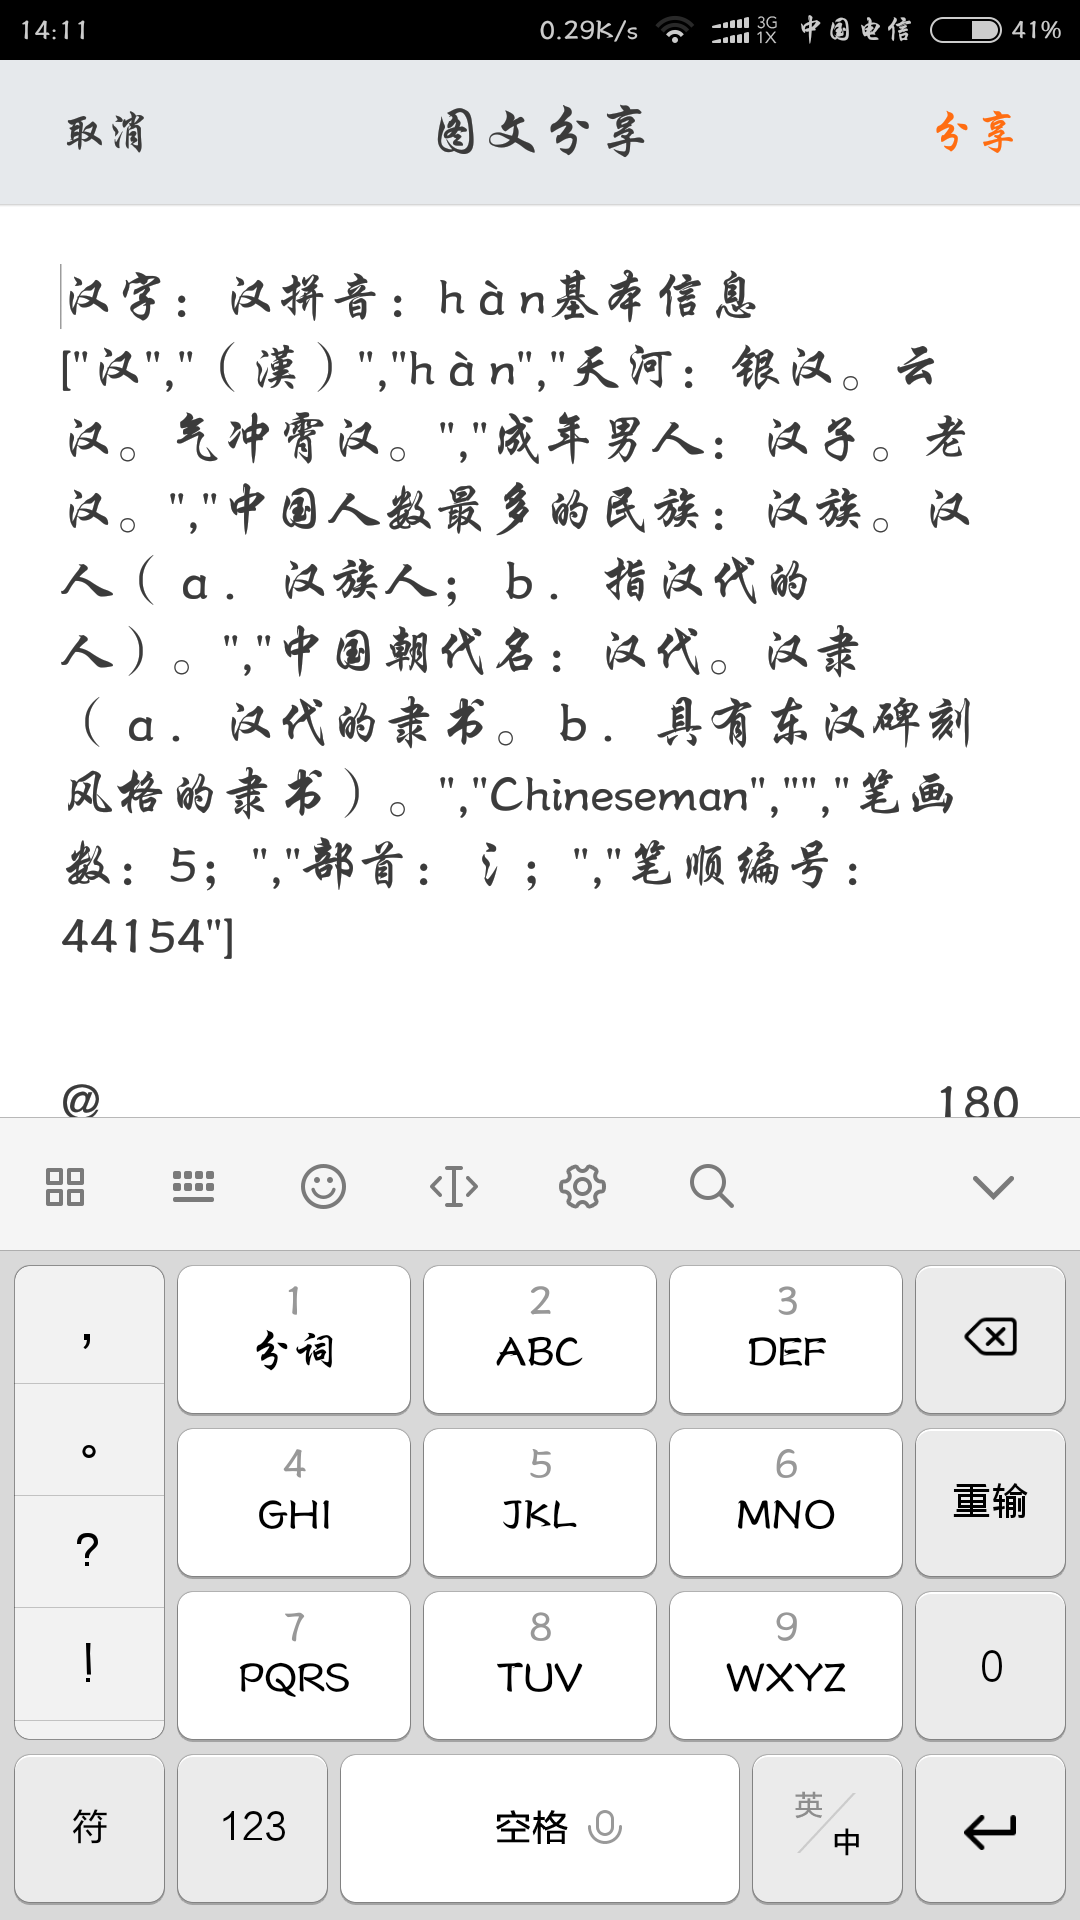 14:11 0.29K/s 3G 1X 中国电信 41%
取消 图文分享 分享
汉字：汉拼音：hàn基本信息
["汉","（漢）","hàn","天河：银汉。云
汉。气冲霄汉。","成年男人：汉子。老
汉。","中国人数最多的民族：汉族。汉
人（a．汉族人；b．指汉代的
人）。","中国朝代名：汉代。汉隶
（a．汉代的隶书。b．具有东汉碑刻
风格的隶书）。","Chineseman","","笔画
数：5；","部首：氵；","笔顺编号：
44154"]
@ 180
， 1 分词 2 ABC 3 DEF
。 4 GHI 5 JKL 6 MNO 重输
?
! 7 PQRS 8 TUV 9 WXYZ 0
符 123 空格 英/中